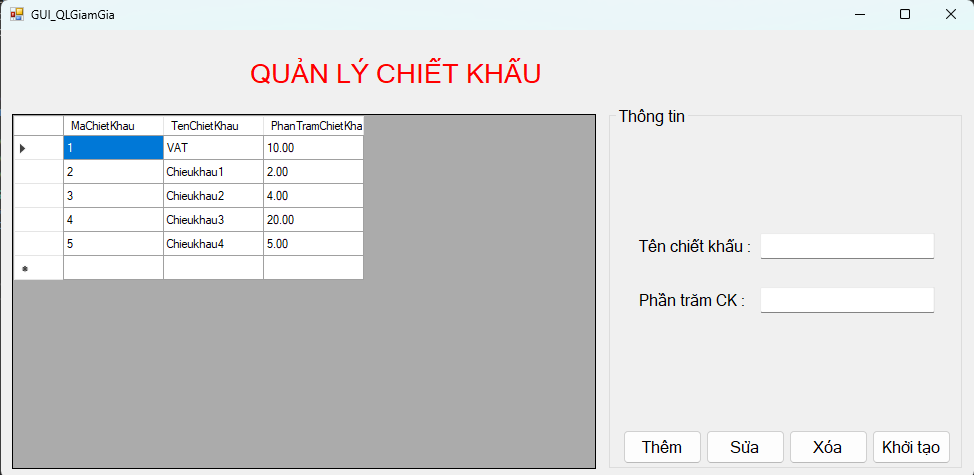 GUI_QLGiamGia
QUẢN LÝ CHIẾT KHẤU
MaChietKhau TenChietKhau PhanTramChietKha
1 VAT 10.00
2 Chieukhau1 2.00
3 Chieukhau2 4.00
4 Chieukhau3 20.00
5 Chieukhau4 5.00
Thông tin
Tên chiết khấu :
Phần trăm CK :
Thêm Sửa Xóa Khởi tạo